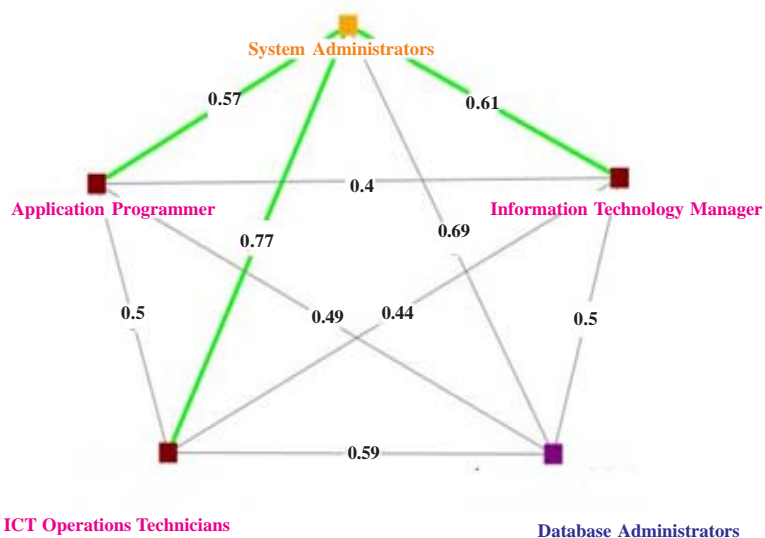 System Administrators
0.57
0.61
0.4
Application Programmer
Information Technology Manager
0.77
0.69
0.5
0.49
0.44
0.5
0.59
ICT Operations Technicians
Database Administrators